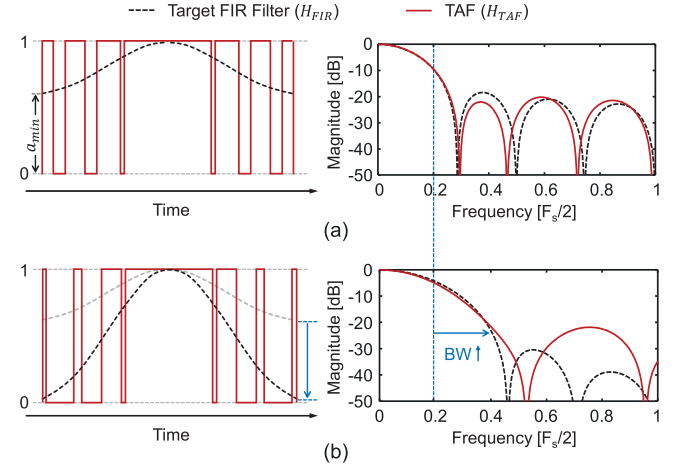 Target FIR Filter (H_FIR) TAF (H_TAF)
1
a_min
0
Time
Magnitude [dB]
0
-10
-20
-30
-40
-50
0 0.2 0.4 0.6 0.8 1
Frequency [F_s/2]
(a)
1
0
Time
Magnitude [dB]
0
-10
-20
-30
-40
-50
BW↑
0 0.2 0.4 0.6 0.8 1
Frequency [F_s/2]
(b)